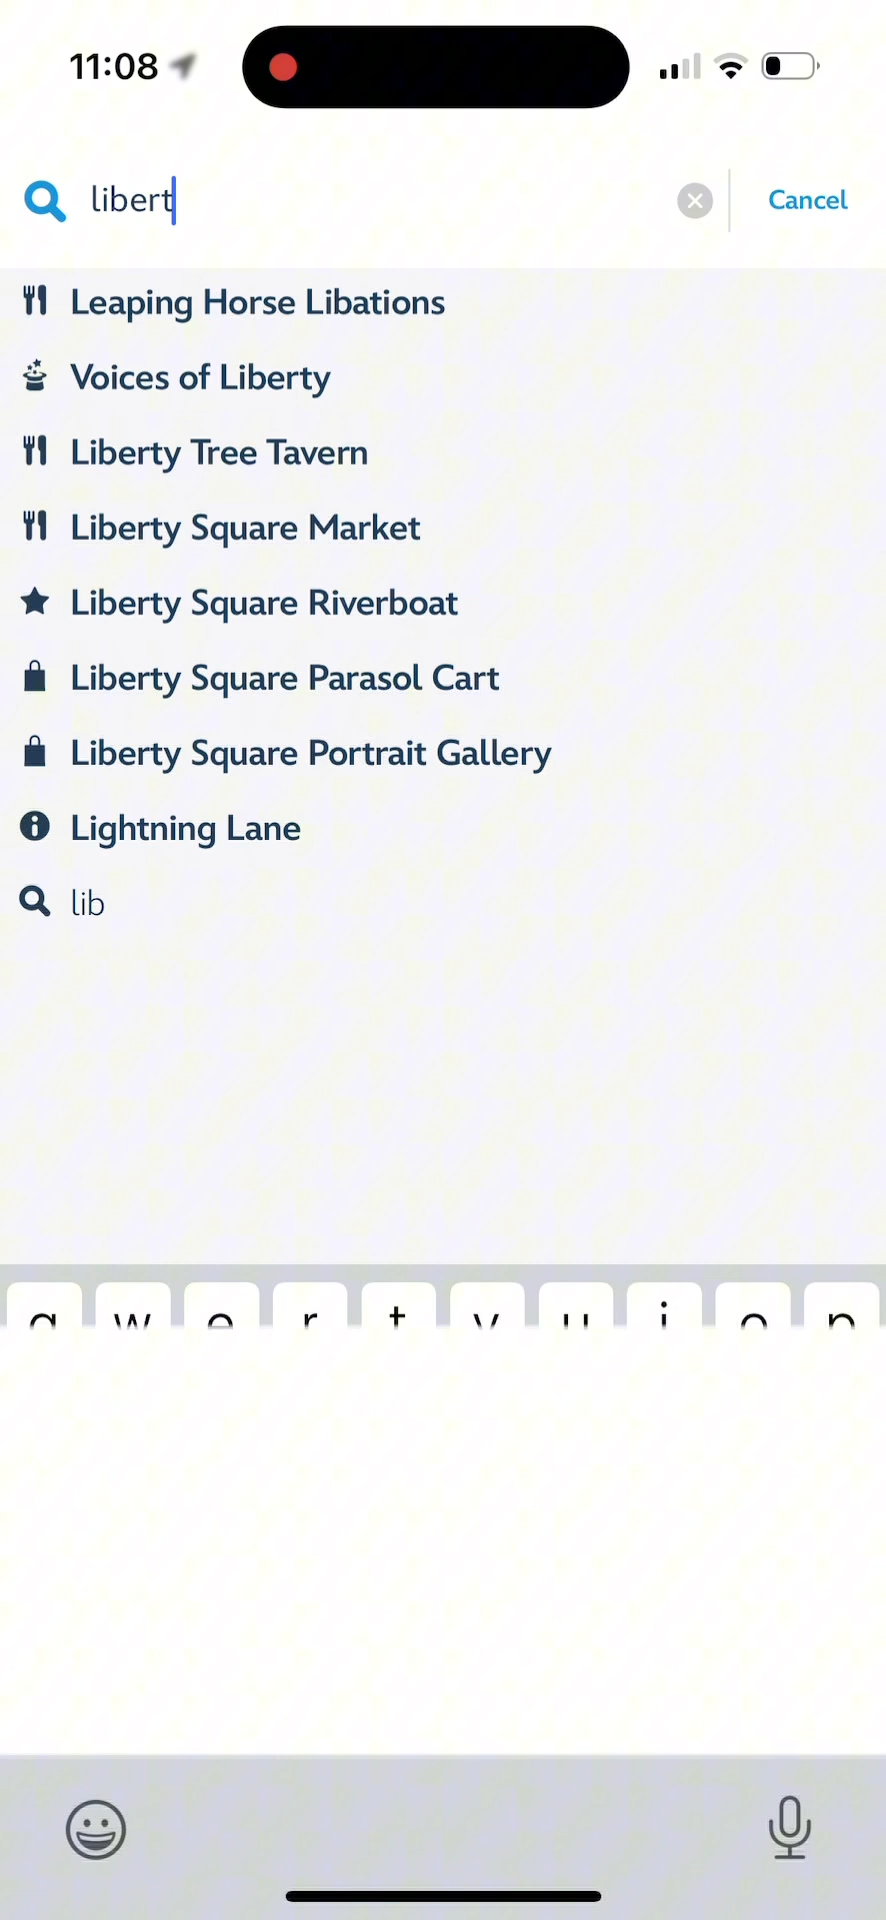 11:08
libert
Cancel
Leaping Horse Libations
Voices of Liberty
Liberty Tree Tavern
Liberty Square Market
Liberty Square Riverboat
Liberty Square Parasol Cart
Liberty Square Portrait Gallery
Lightning Lane
lib
q w e r t y u i o p